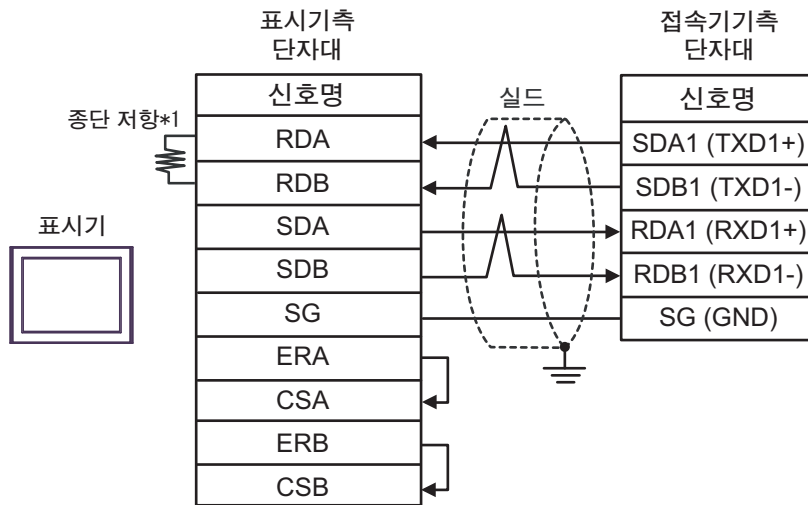 표시기측
단자대
접속기기측
단자대
신호명
실드
신호명
종단 저항*1
RDA
SDA1 (TXD1+)
RDB
SDB1 (TXD1-)
표시기
SDA
RDA1 (RXD1+)
SDB
RDB1 (RXD1-)
SG
SG (GND)
ERA
CSA
ERB
CSB